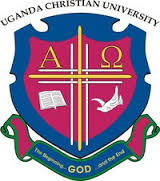 UGANDA CHRISTIAN UNIVERSITY
Α Ω
The Beginning... GOD ...and the End